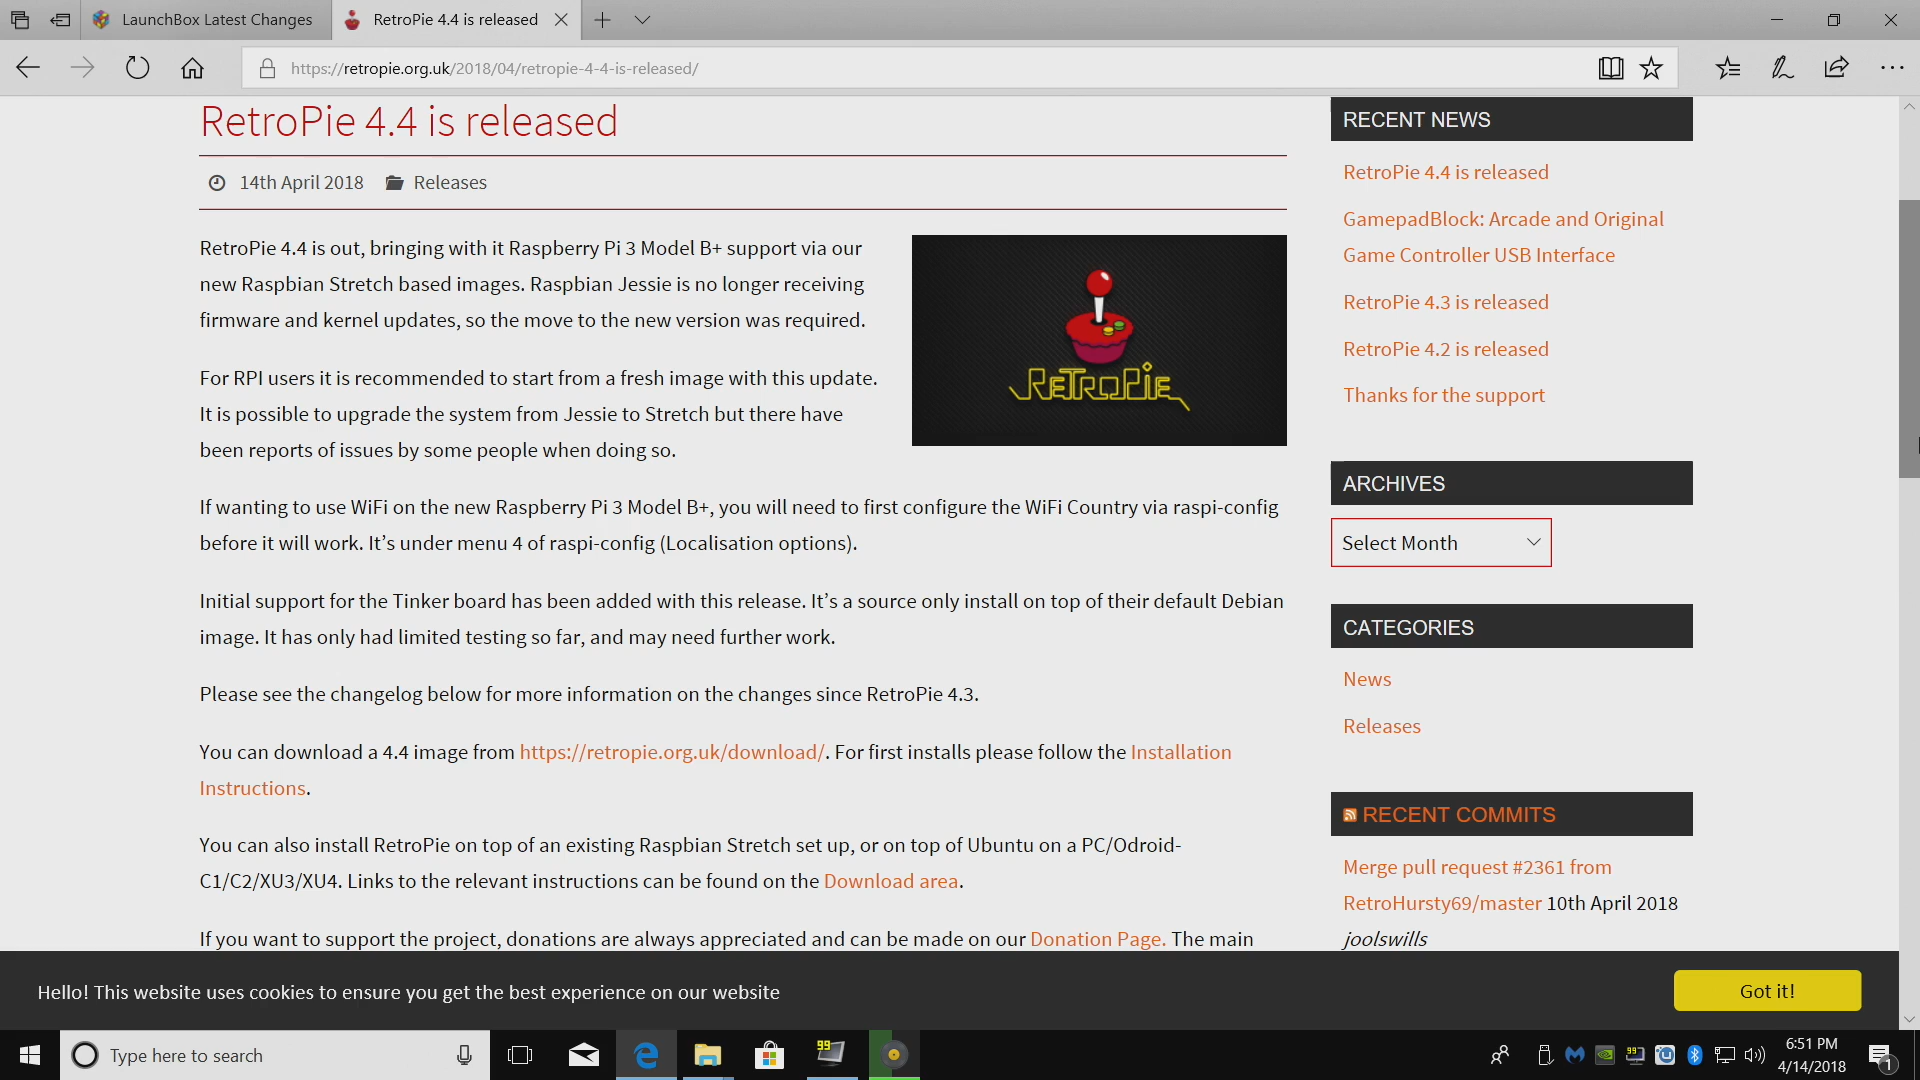 LaunchBox Latest Changes
RetroPie 4.4 is released
https://retropie.org.uk/2018/04/retropie-4-4-is-released/
RetroPie 4.4 is released
14th April 2018 Releases
RetroPie 4.4 is out, bringing with it Raspberry Pi 3 Model B+ support via our
new Raspbian Stretch based images. Raspbian Jessie is no longer receiving
firmware and kernel updates, so the move to the new version was required.
For RPI users it is recommended to start from a fresh image with this update.
It is possible to upgrade the system from Jessie to Stretch but there have
been reports of issues by some people when doing so.
RETROPIE
If wanting to use WiFi on the new Raspberry Pi 3 Model B+, you will need to first configure the WiFi Country via raspi-config
before it will work. It’s under menu 4 of raspi-config (Localisation options).
Initial support for the Tinker board has been added with this release. It’s a source only install on top of their default Debian
image. It has only had limited testing so far, and may need further work.
Please see the changelog below for more information on the changes since RetroPie 4.3.
You can download a 4.4 image from https://retropie.org.uk/download/. For first installs please follow the Installation
Instructions.
You can also install RetroPie on top of an existing Raspbian Stretch set up, or on top of Ubuntu on a PC/Odroid-
C1/C2/XU3/XU4. Links to the relevant instructions can be found on the Download area.
If you want to support the project, donations are always appreciated and can be made on our Donation Page. The main
RECENT NEWS
RetroPie 4.4 is released
GamepadBlock: Arcade and Original
Game Controller USB Interface
RetroPie 4.3 is released
RetroPie 4.2 is released
Thanks for the support
ARCHIVES
Select Month
CATEGORIES
News
Releases
RECENT COMMITS
Merge pull request #2361 from
RetroHursty69/master 10th April 2018
joolswills
Hello! This website uses cookies to ensure you get the best experience on our website
Got it!
Type here to search
99
99
6:51 PM
4/14/2018
1